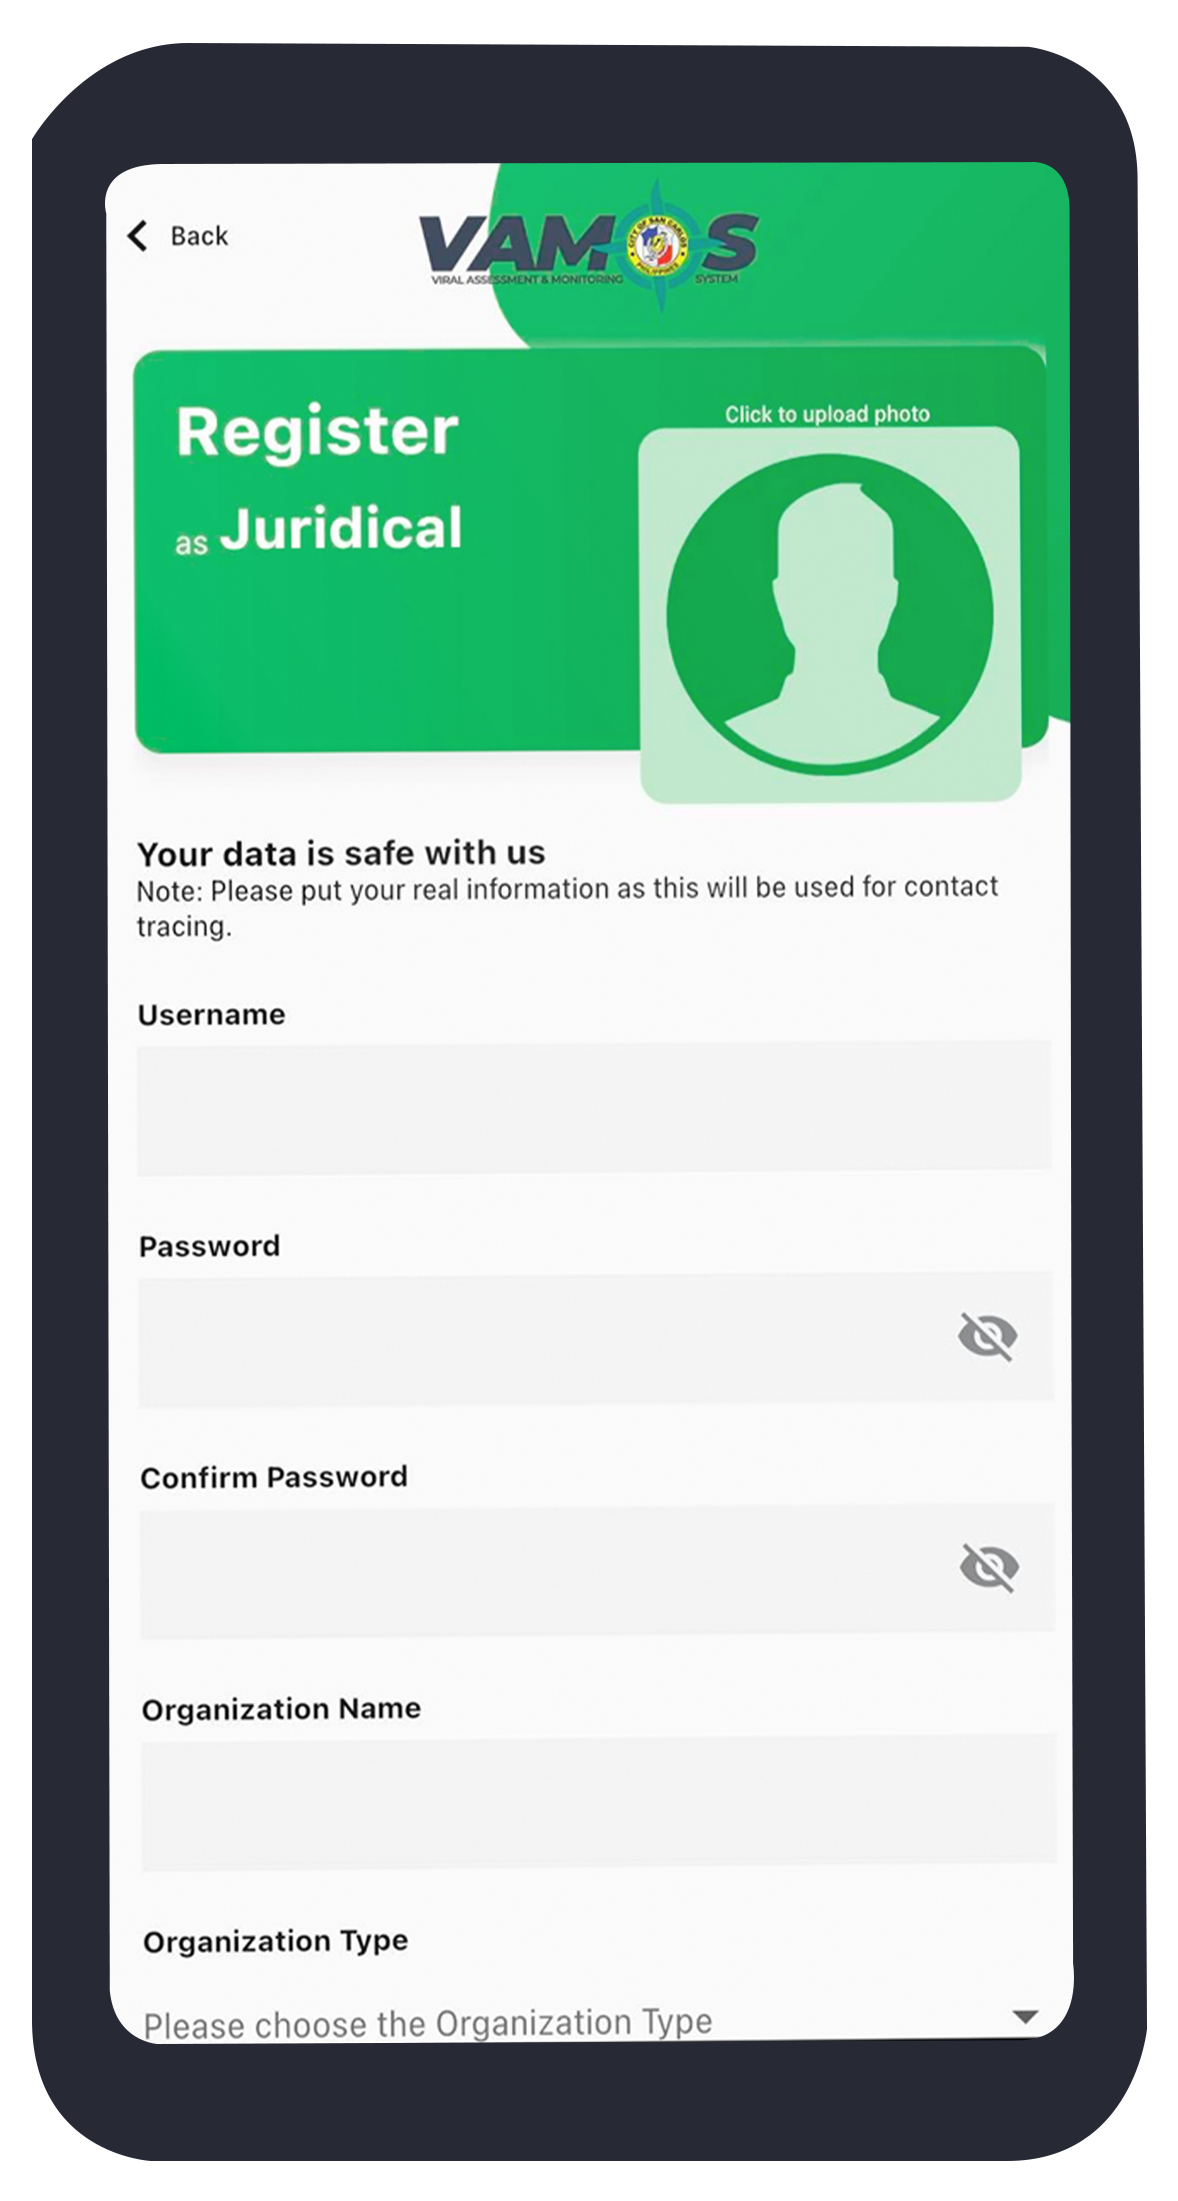 Back
VAMOS
VIRAL ASSESSMENT & MONITORING SYSTEM
CITY OF SAN CARLOS
PHILIPPINES
Register
as Juridical
Click to upload photo
Your data is safe with us
Note: Please put your real information as this will be used for contact
tracing.
Username
Password
Confirm Password
Organization Name
Organization Type
Please choose the Organization Type